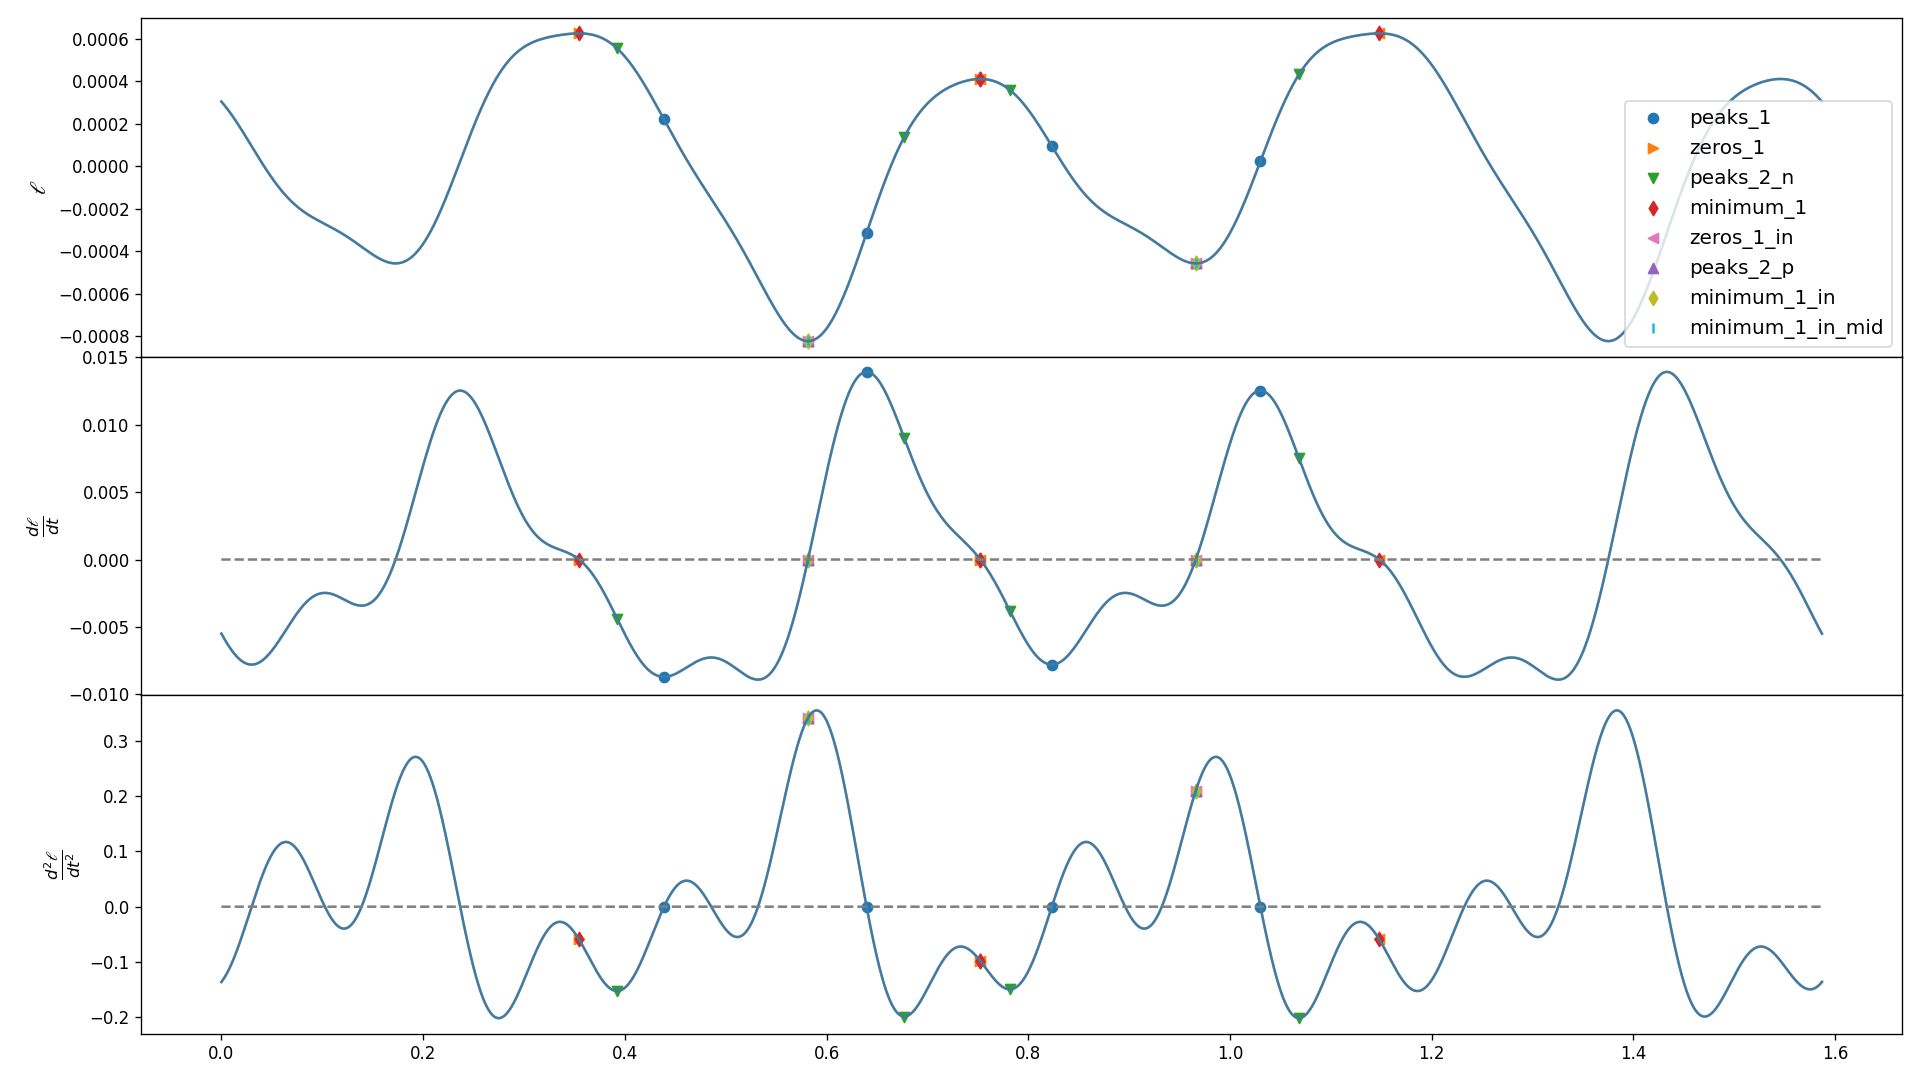 0.0006
0.0004
0.0002
0.0000
−0.0002
−0.0004
−0.0006
−0.0008
ℓ
peaks_1
zeros_1
peaks_2_n
minimum_1
zeros_1_in
peaks_2_p
minimum_1_in
minimum_1_in_mid
0.015
0.010
0.005
0.000
−0.005
−0.010
dℓ
dt
0.3
0.2
0.1
0.0
−0.1
−0.2
d²ℓ
dt²
0.0 0.2 0.4 0.6 0.8 1.0 1.2 1.4 1.6